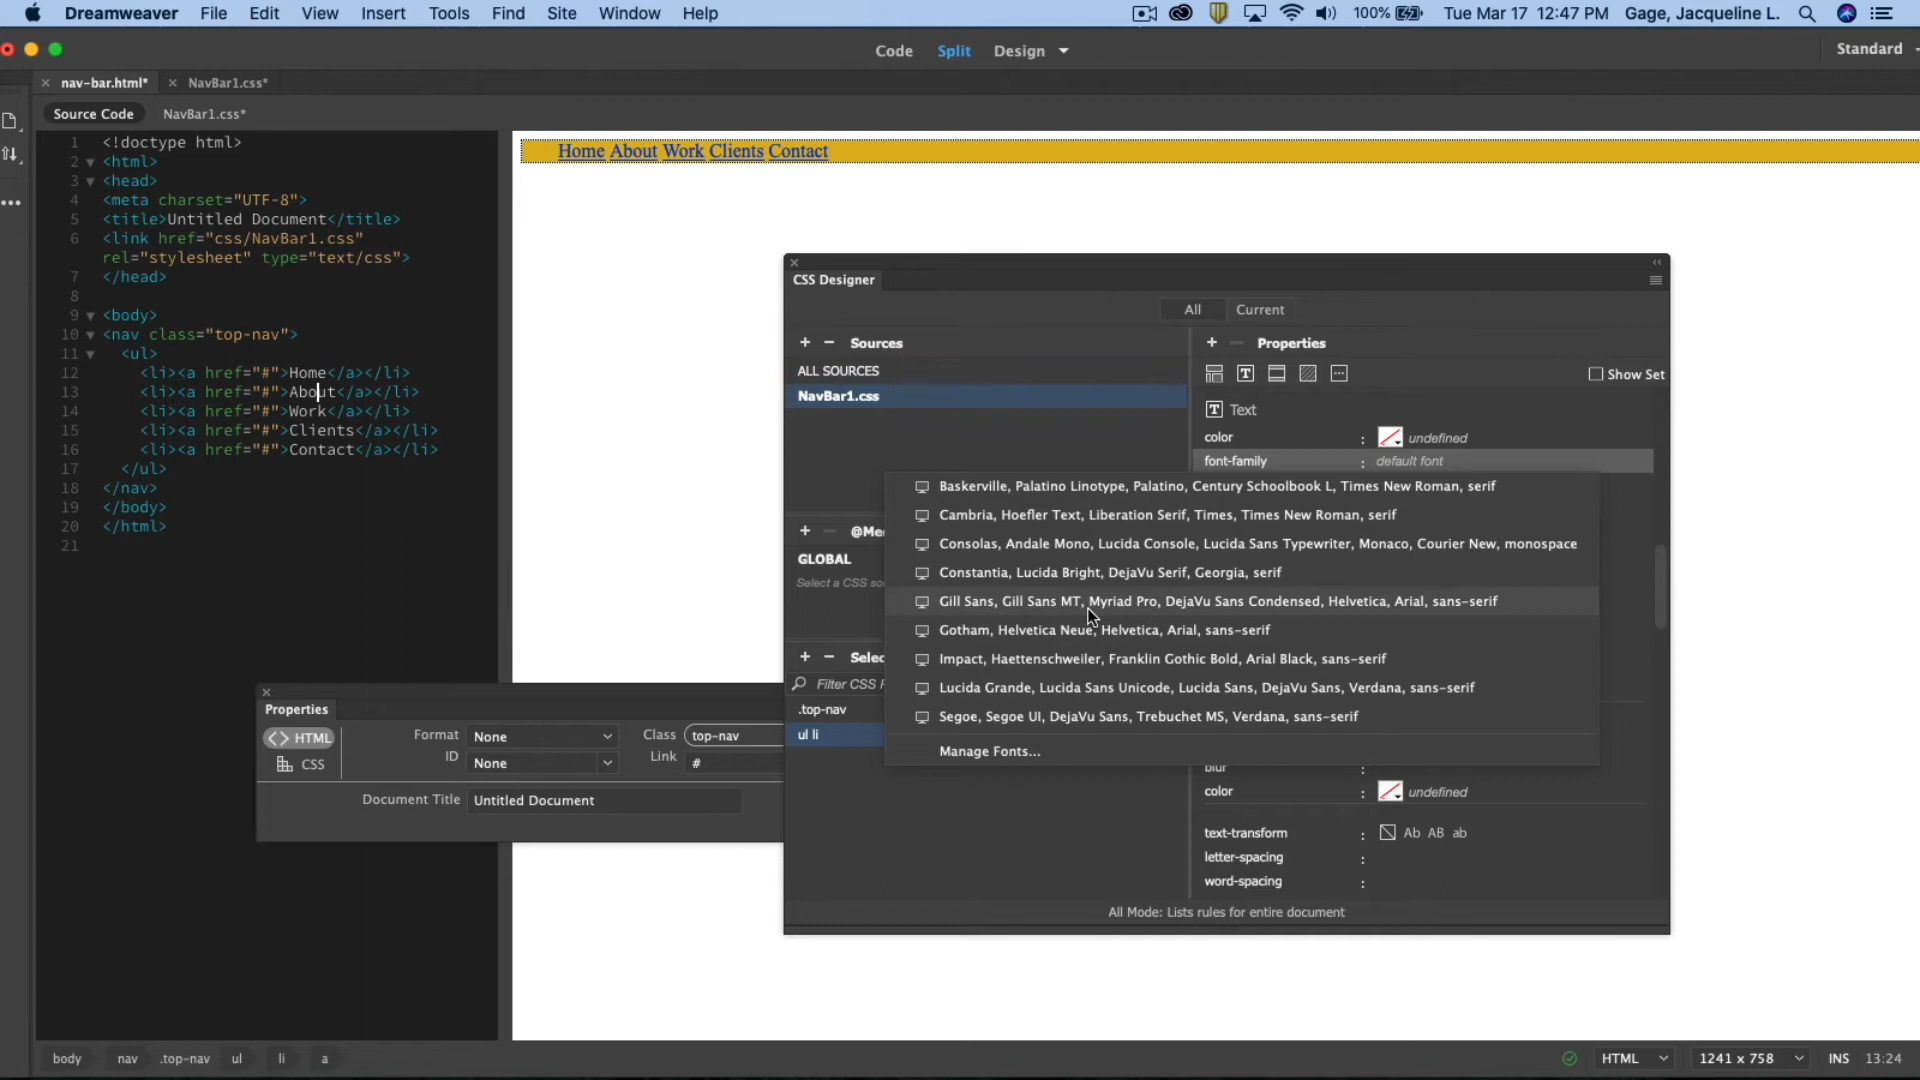 Dreamweaver File Edit View Insert Tools Find Site Window Help 100% Tue Mar 17 12:47 PM Gage, Jacqueline L.
Code Split Design Standard
nav-bar.html* NavBar1.css*
Source Code NavBar1.css*
1 <!doctype html>
2 <html>
3 <head>
4 <meta charset="UTF-8">
5 <title>Untitled Document</title>
6 <link href="css/NavBar1.css"
rel="stylesheet" type="text/css">
7 </head>
8
9 <body>
10 <nav class="top-nav">
11 <ul>
12 <li><a href="#">Home</a></li>
13 <li><a href="#">About</a></li>
14 <li><a href="#">Work</a></li>
15 <li><a href="#">Clients</a></li>
16 <li><a href="#">Contact</a></li>
17 </ul>
18 </nav>
19 </body>
20 </html>
21
Home About Work Clients Contact
CSS Designer
All Current
+ − Sources
ALL SOURCES
NavBar1.css
+ − @Me
GLOBAL
Select a CSS so
+ − Selec
Filter CSS R
.top-nav
ul li
+ − Properties
Show Set
Text
color : undefined
font-family : default font
Baskerville, Palatino Linotype, Palatino, Century Schoolbook L, Times New Roman, serif
Cambria, Hoefler Text, Liberation Serif, Times, Times New Roman, serif
Consolas, Andale Mono, Lucida Console, Lucida Sans Typewriter, Monaco, Courier New, monospace
Constantia, Lucida Bright, DejaVu Serif, Georgia, serif
Gill Sans, Gill Sans MT, Myriad Pro, DejaVu Sans Condensed, Helvetica, Arial, sans-serif
Gotham, Helvetica Neue, Helvetica, Arial, sans-serif
Impact, Haettenschweiler, Franklin Gothic Bold, Arial Black, sans-serif
Lucida Grande, Lucida Sans Unicode, Lucida Sans, DejaVu Sans, Verdana, sans-serif
Segoe, Segoe UI, DejaVu Sans, Trebuchet MS, Verdana, sans-serif
Manage Fonts...
blur :
color : undefined
text-transform : Ab AB ab
letter-spacing :
word-spacing :
All Mode: Lists rules for entire document
Properties
<> HTML
CSS
Format None Class top-nav
ID None Link #
Document Title Untitled Document
body nav .top-nav ul li a
HTML 1241 x 758 INS 13:24